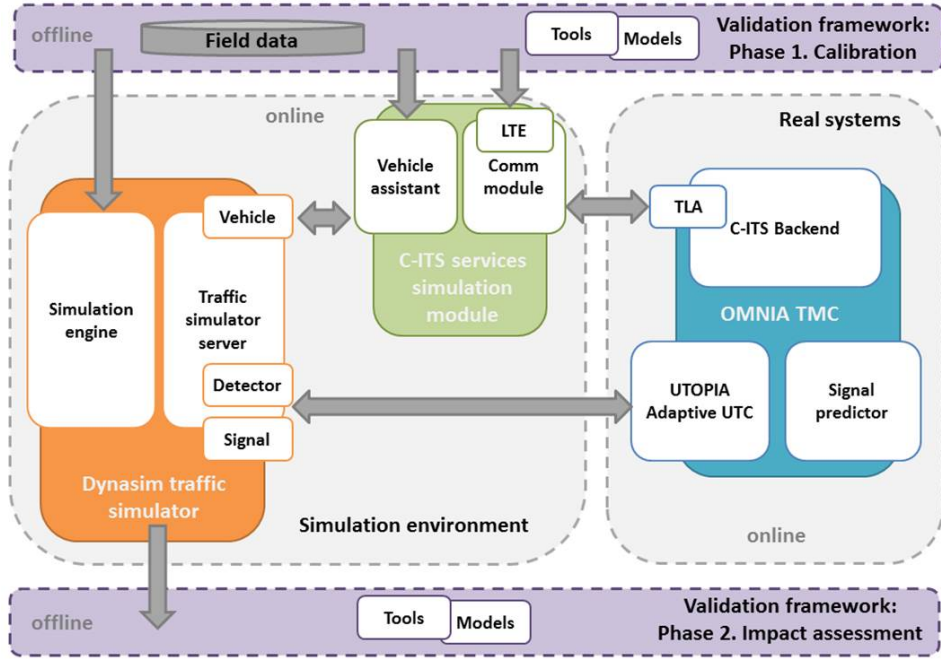 offline
Field data
Tools
Models
Validation framework:
Phase 1. Calibration
online
LTE
Vehicle
assistant
Comm
module
C-ITS services
simulation
module
Real systems
TLA
C-ITS Backend
OMNIA TMC
UTOPIA
Adaptive UTC
Signal
predictor
online
Vehicle
Simulation
engine
Traffic
simulator
server
Detector
Signal
Dynasim traffic
simulator
Simulation environment
offline
Tools
Models
Validation framework:
Phase 2. Impact assessment